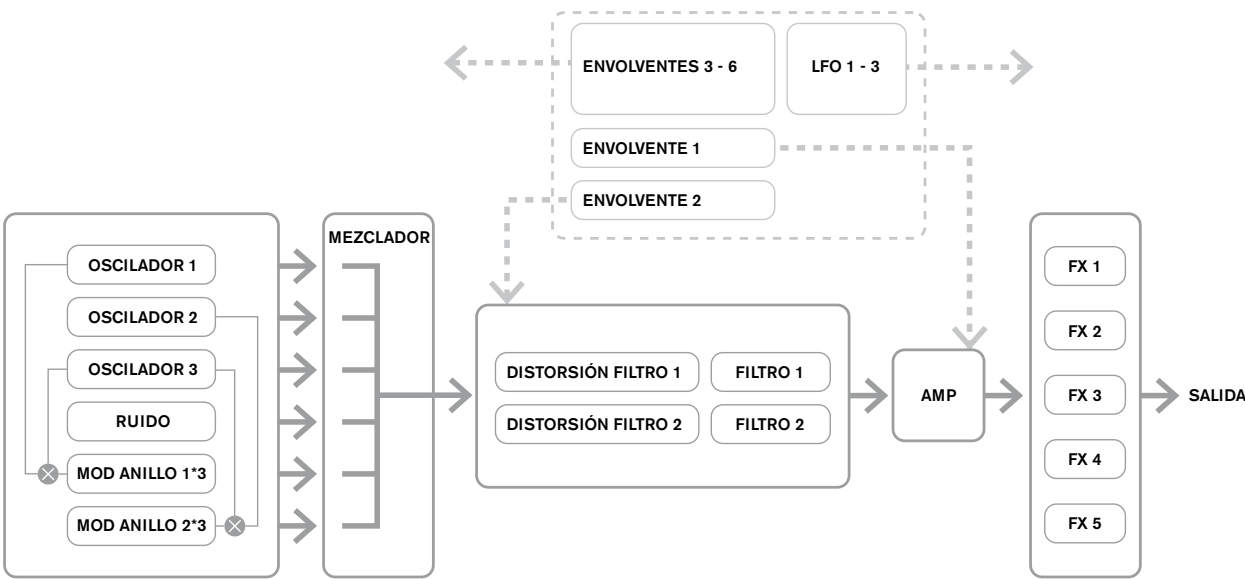 ENVOLVENTES 3 - 6
LFO 1 - 3
ENVOLVENTE 1
ENVOLVENTE 2
OSCILADOR 1
OSCILADOR 2
OSCILADOR 3
RUIDO
MOD ANILLO 1*3
MOD ANILLO 2*3
MEZCLADOR
DISTORSIÓN FILTRO 1
FILTRO 1
DISTORSIÓN FILTRO 2
FILTRO 2
AMP
FX 1
FX 2
FX 3
FX 4
FX 5
SALIDA